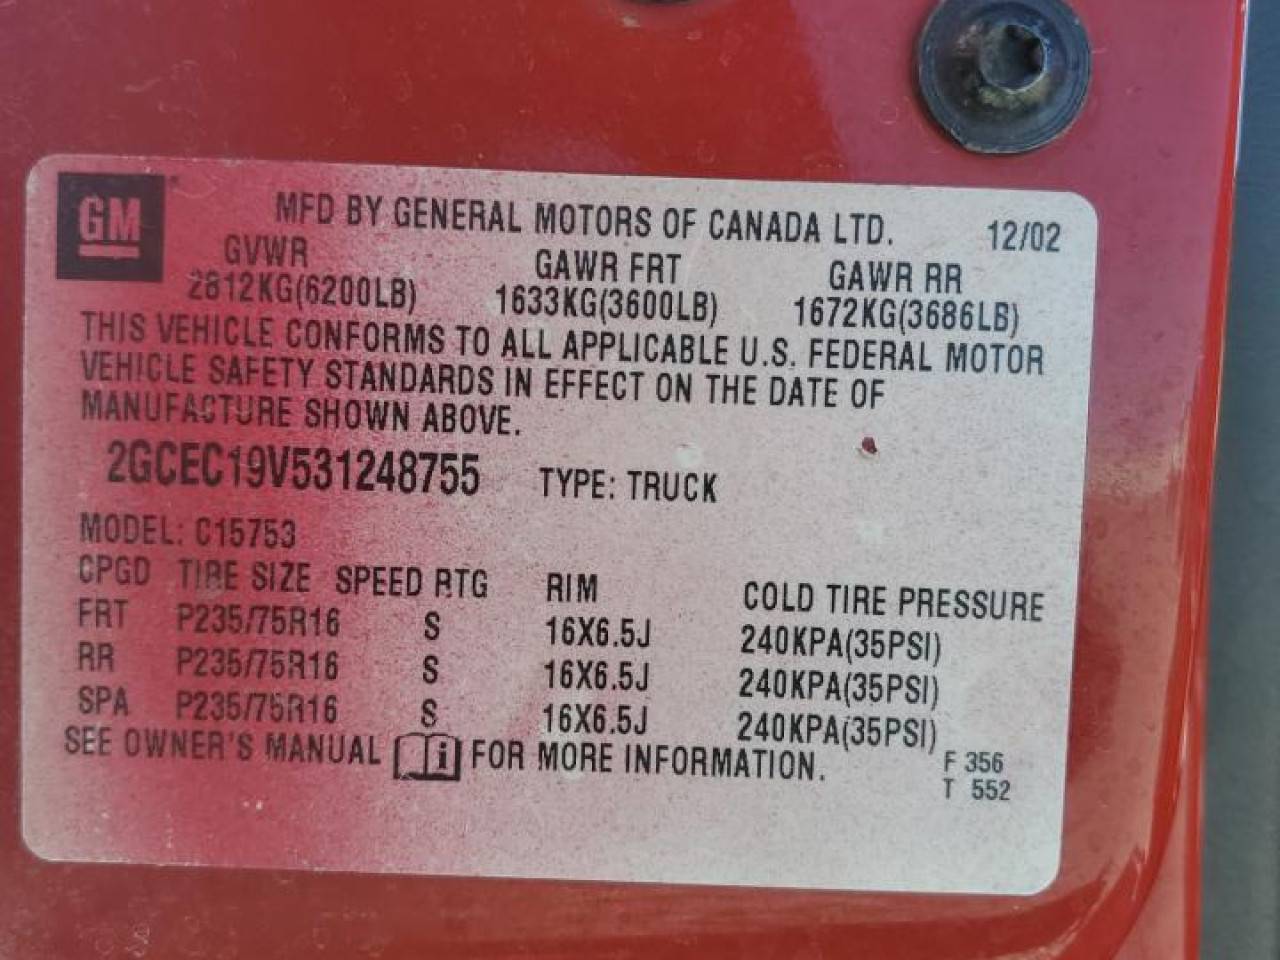 GM
MFD BY GENERAL MOTORS OF CANADA LTD. 12/02
GVWR GAWR FRT GAWR RR
2812KG(6200LB) 1633KG(3600LB) 1672KG(3686LB)
THIS VEHICLE CONFORMS TO ALL APPLICABLE U.S. FEDERAL MOTOR
VEHICLE SAFETY STANDARDS IN EFFECT ON THE DATE OF
MANUFACTURE SHOWN ABOVE.
2GCEC19V531248755 TYPE: TRUCK
MODEL: C15753
CPGD TIRE SIZE SPEED RTG RIM COLD TIRE PRESSURE
FRT P235/75R16 S 16X6.5J 240KPA(35PSI)
RR P235/75R16 S 16X6.5J 240KPA(35PSI)
SPA P235/75R16 S 16X6.5J 240KPA(35PSI)
SEE OWNER'S MANUAL i FOR MORE INFORMATION.
F 356
T 552